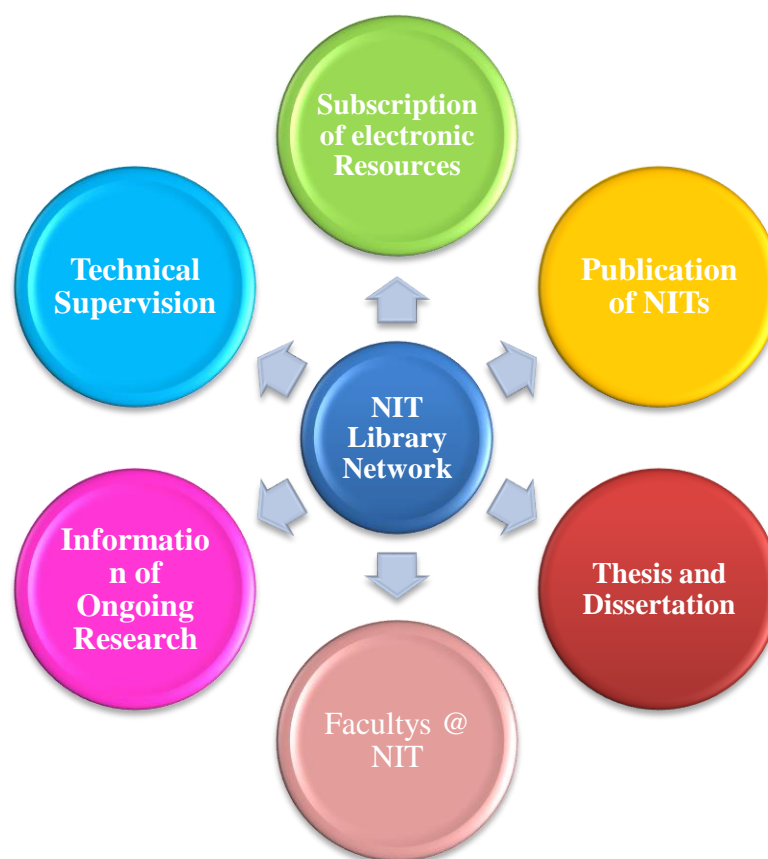 Subscription
of electronic
Resources
Technical
Supervision
Publication
of NITs
NIT
Library
Network
Informatio
n of
Ongoing
Research
Thesis and
Dissertation
Facultys @
NIT